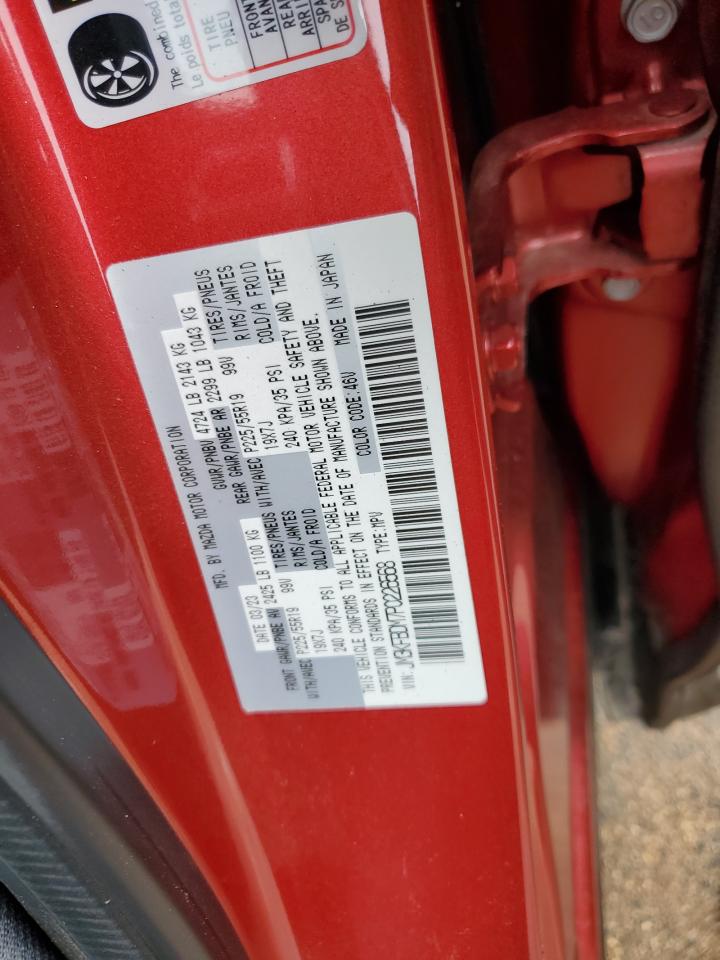 The combined
Le poids total
TIRE
PNEU
FRONT
AVAN
REA
ARRI
SPA
DE S
MFD. BY MAZDA MOTOR CORPORATION
DATE 03/23 GVWR/PNBV 4724 LB 2143 KG
FRONT GAWR/PNBE AV 2425 LB 1100 KG REAR GAWR/PNBE AR 2299 LB 1043 KG
WITH/AVEC P225/55R19 99V TIRES/PNEUS WITH/AVEC P225/55R19 99V TIRES/PNEUS
19X7J RIMS/JANTES 19X7J RIMS/JANTES
240 KPA/35 PSI COLD/A FROID 240 KPA/35 PSI COLD/A FROID
THIS VEHICLE CONFORMS TO ALL APPLICABLE FEDERAL MOTOR VEHICLE SAFETY AND THEFT
PREVENTION STANDARDS IN EFFECT ON THE DATE OF MANUFACTURE SHOWN ABOVE.
VIN: TYPE:MPV COLOR CODE:46V MADE IN JAPAN